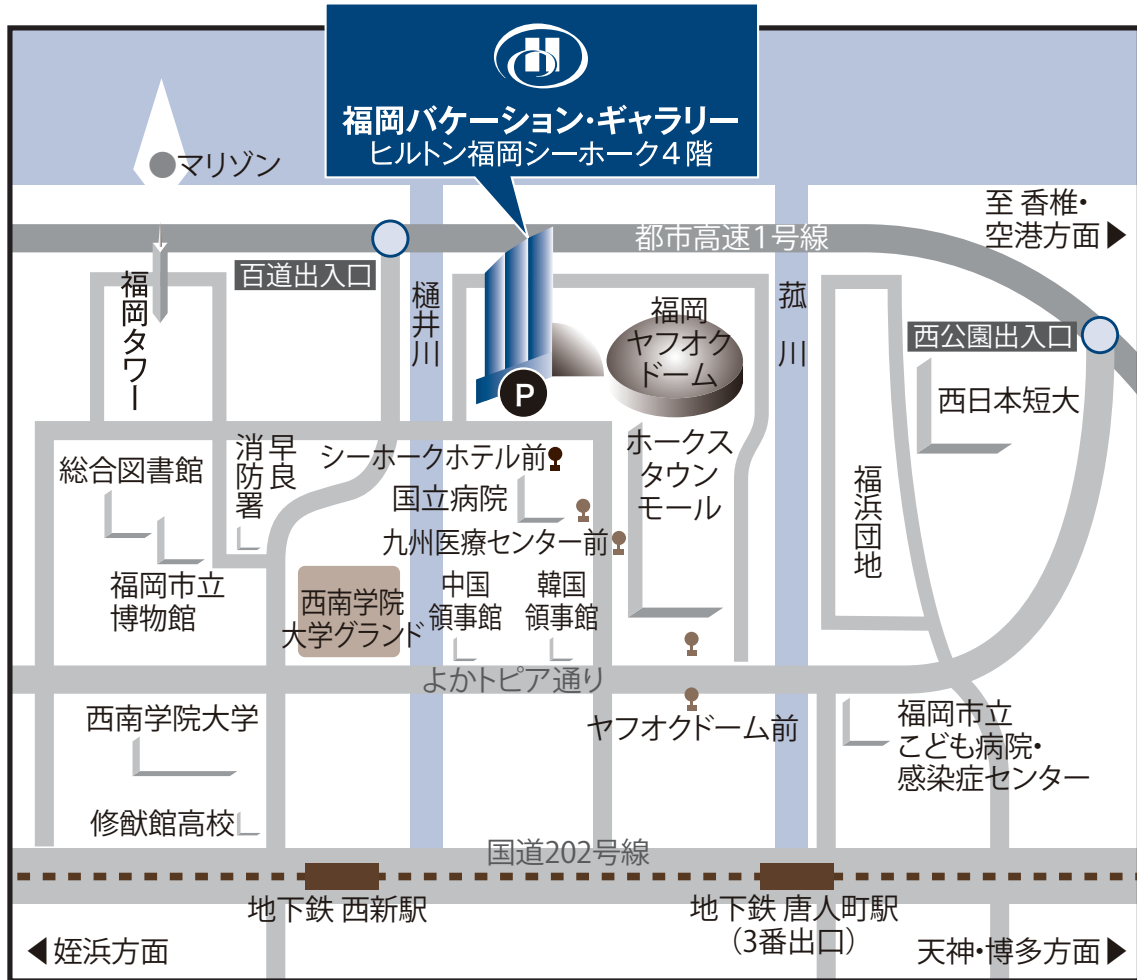 福岡バケーション・ギャラリー
ヒルトン福岡シーホーク4階
マリゾン
至 香椎・
空港方面▶
都市高速1号線
百道出入口
福岡タワー
樋井川
福岡
ヤフオク
ドーム
菰川
西公園出入口
P
西日本短大
総合図書館
早良
消防署
シーホークホテル前
国立病院
九州医療センター前
ホークス
タウン
モール
福浜団地
福岡市立
博物館
西南学院
大学グランド
中国
領事館
韓国
領事館
よかトピア通り
西南学院大学
ヤフオクドーム前
福岡市立
こども病院・
感染症センター
修猷館高校
国道202号線
地下鉄 西新駅
地下鉄 唐人町駅
(3番出口)
◀姪浜方面
天神・博多方面▶